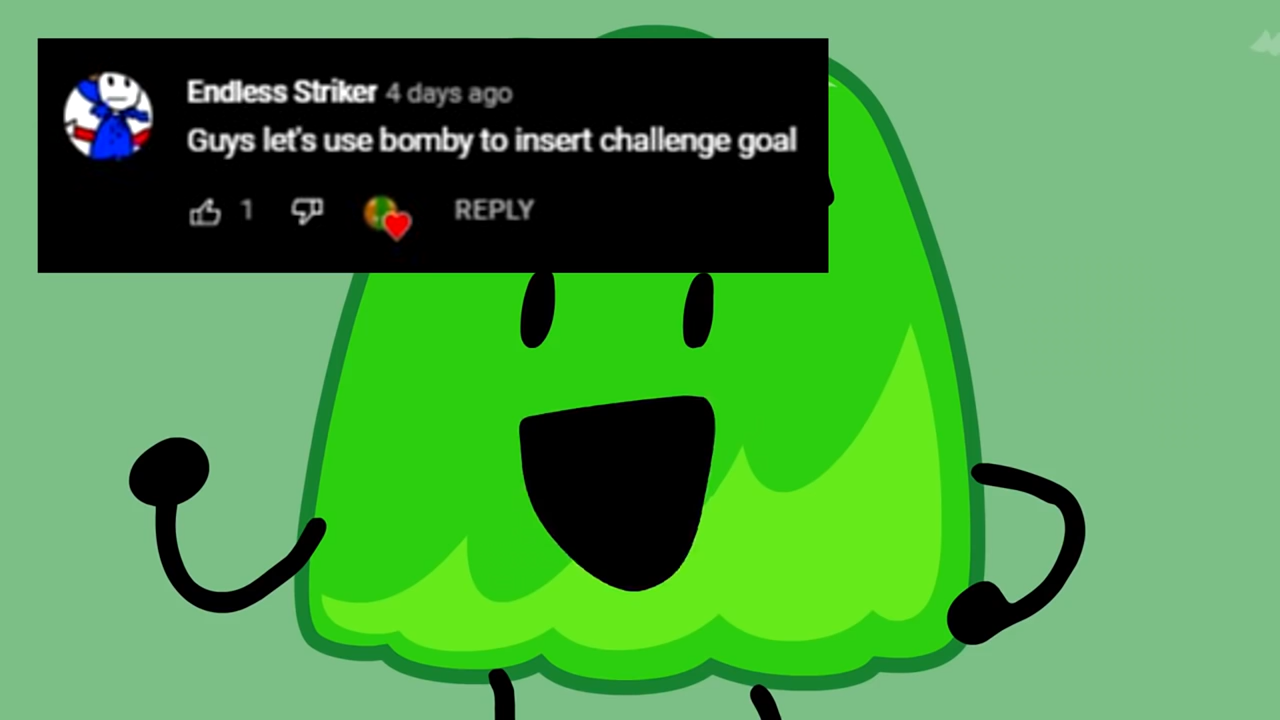 Endless Striker 4 days ago
Guys let's use bomby to insert challenge goal
1 REPLY